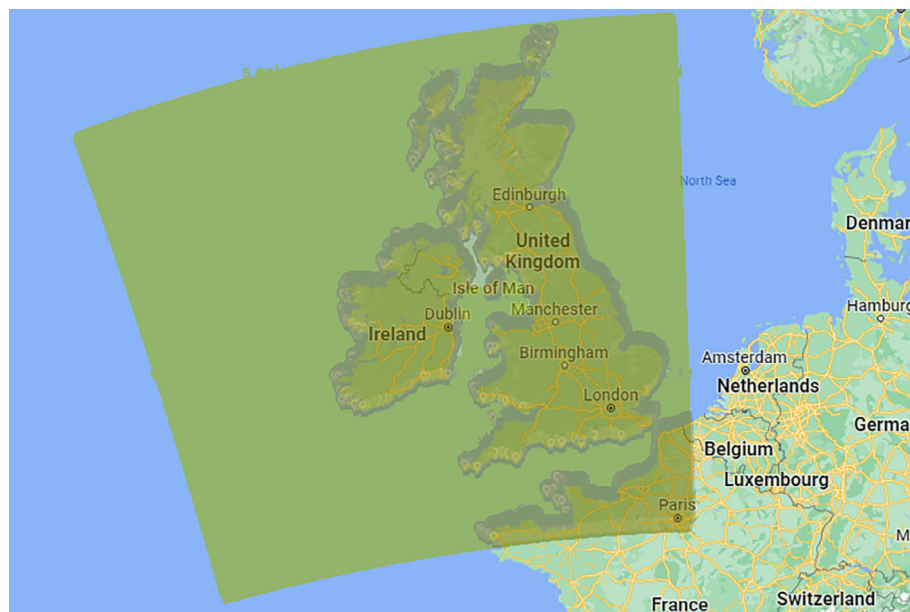 North Sea
Edinburgh
Denmar
United
Kingdom
Isle of Man
Hamburg
Dublin
Manchester
Ireland
Birmingham
Amsterdam
Netherlands
London
Germa
Belgium
Luxembourg
Paris
M
France
Switzerland